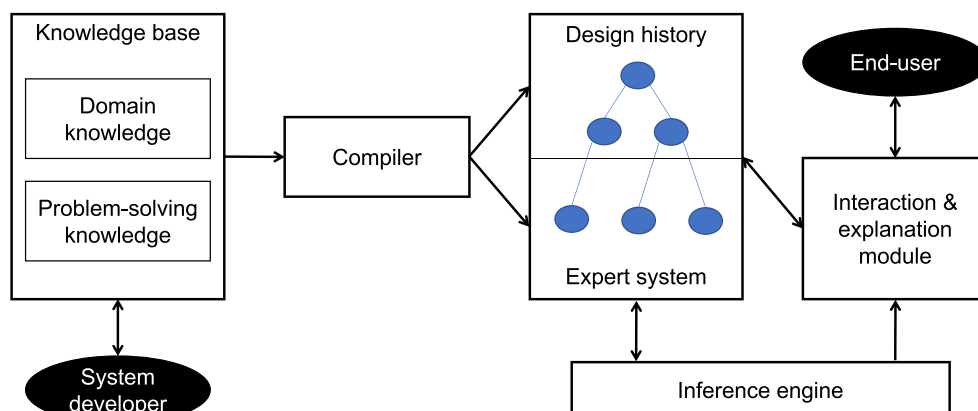 Knowledge base
Domain
knowledge
Problem-solving
knowledge
System
developer
Compiler
Design history
Expert system
End-user
Interaction &
explanation
module
Inference engine